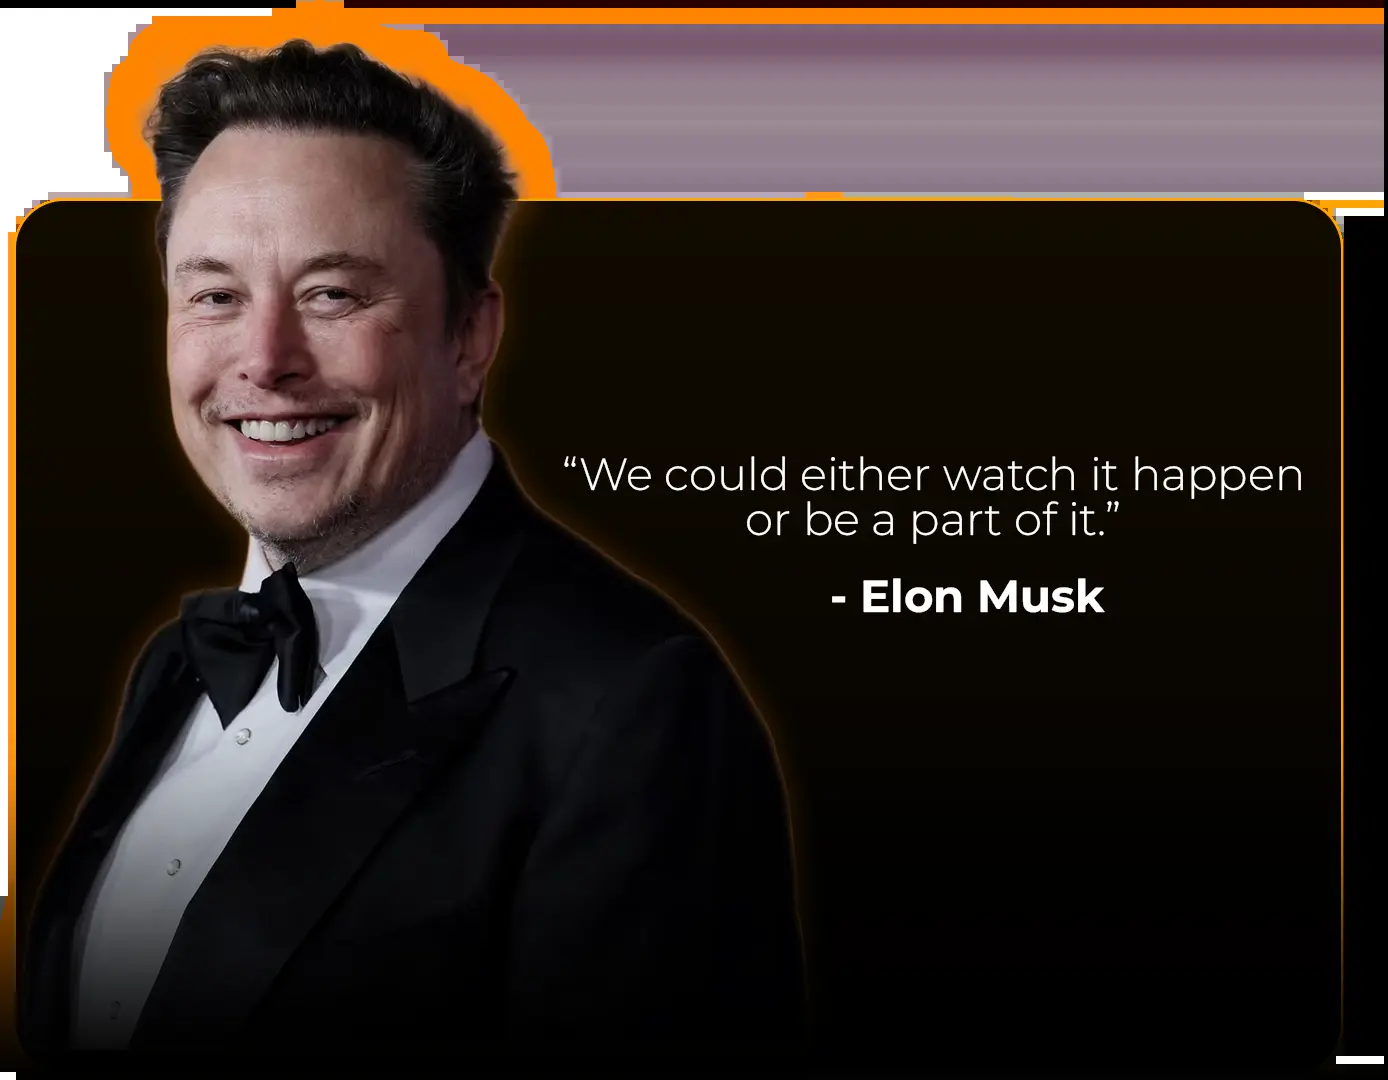 “We could either watch it happen
or be a part of it.”
- Elon Musk